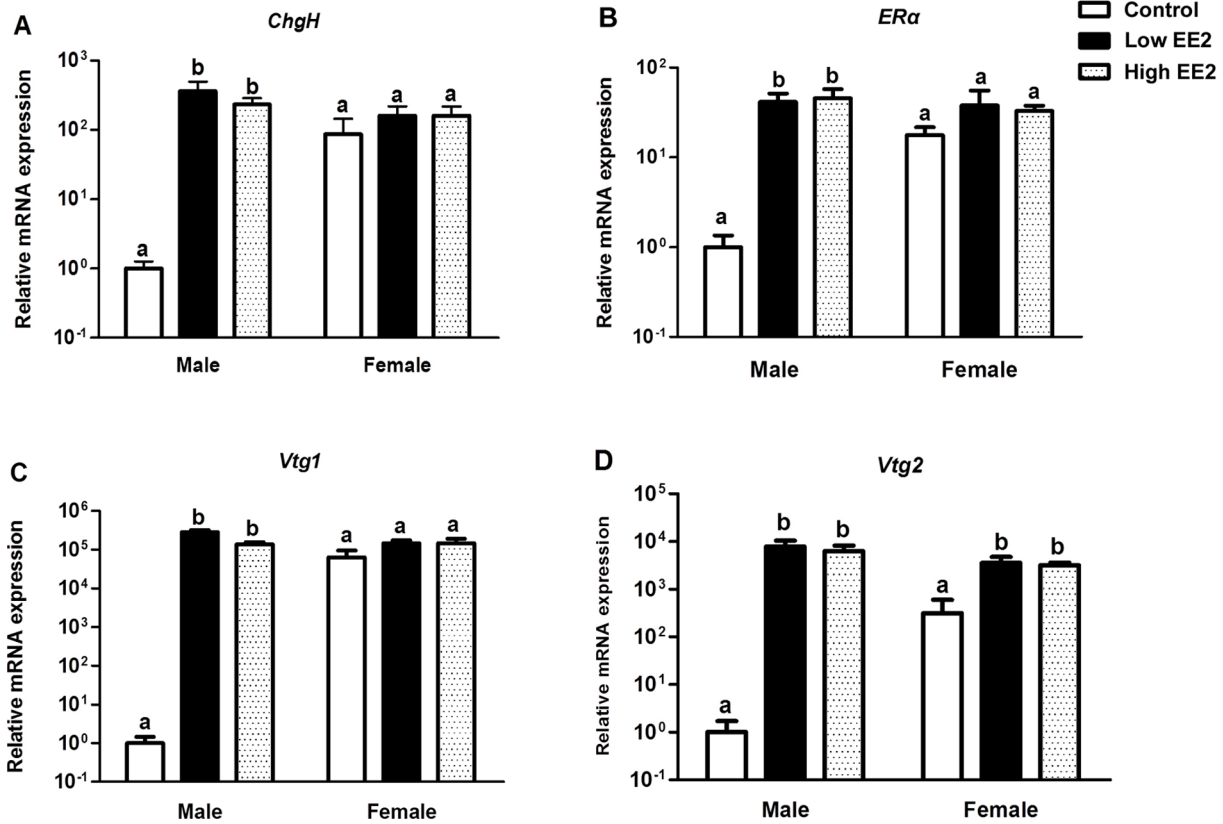 A
ChgH
Relative mRNA expression
10³
10²
10¹
10⁰
10⁻¹
b
b
a
a
a
a
Male
Female
B
ERα
Control
Low EE2
High EE2
Relative mRNA expression
10²
10¹
10⁰
10⁻¹
a
b
b
a
a
a
Male
Female
C
Vtg1
Relative mRNA expression
10⁶
10⁵
10⁴
10³
10²
10¹
10⁰
10⁻¹
a
b
b
a
a
a
Male
Female
D
Vtg2
Relative mRNA expression
10⁵
10⁴
10³
10²
10¹
10⁰
10⁻¹
a
b
b
a
b
b
Male
Female